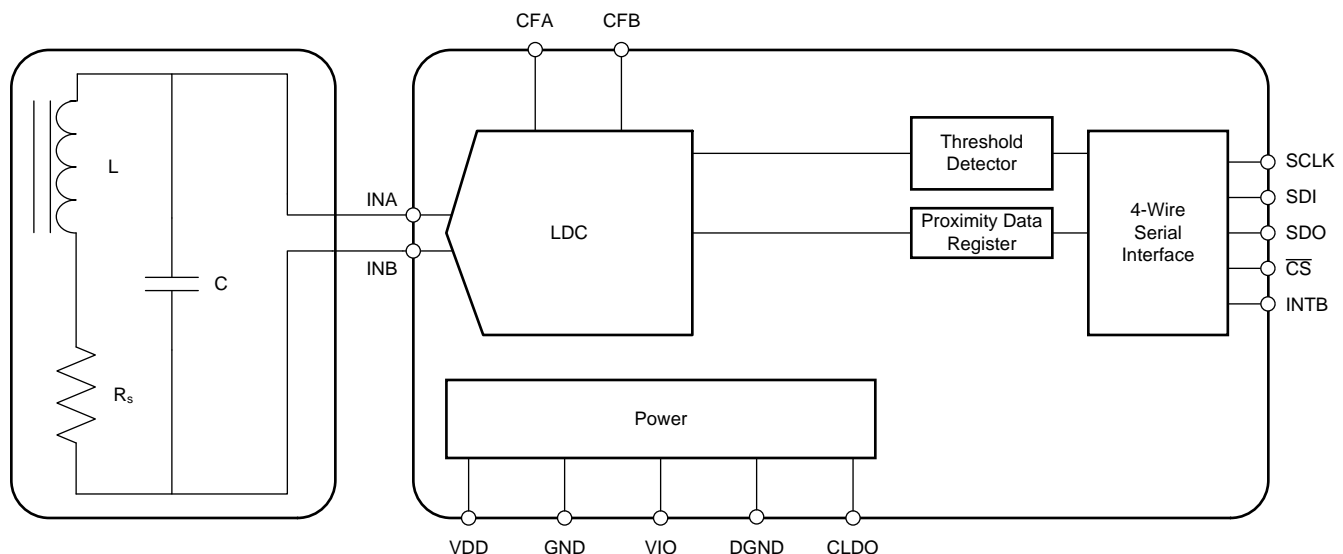 CFA
CFB
L
C
Rs
INA
INB
LDC
Threshold
Detector
Proximity Data
Register
4-Wire
Serial
Interface
SCLK
SDI
SDO
C̅S̅
INTB
Power
VDD
GND
VIO
DGND
CLDO